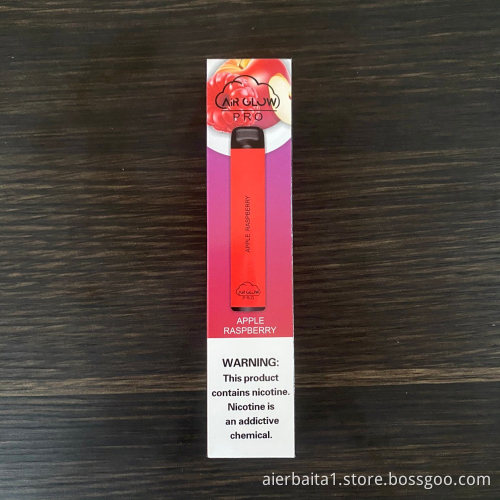 AIR GLOW
PRO
APPLE RASPBERRY
AIR GLOW
PRO
APPLE
RASPBERRY
WARNING:
This product
contains nicotine.
Nicotine is
an addictive
chemical.
aierbaita1.store.bossgoo.com